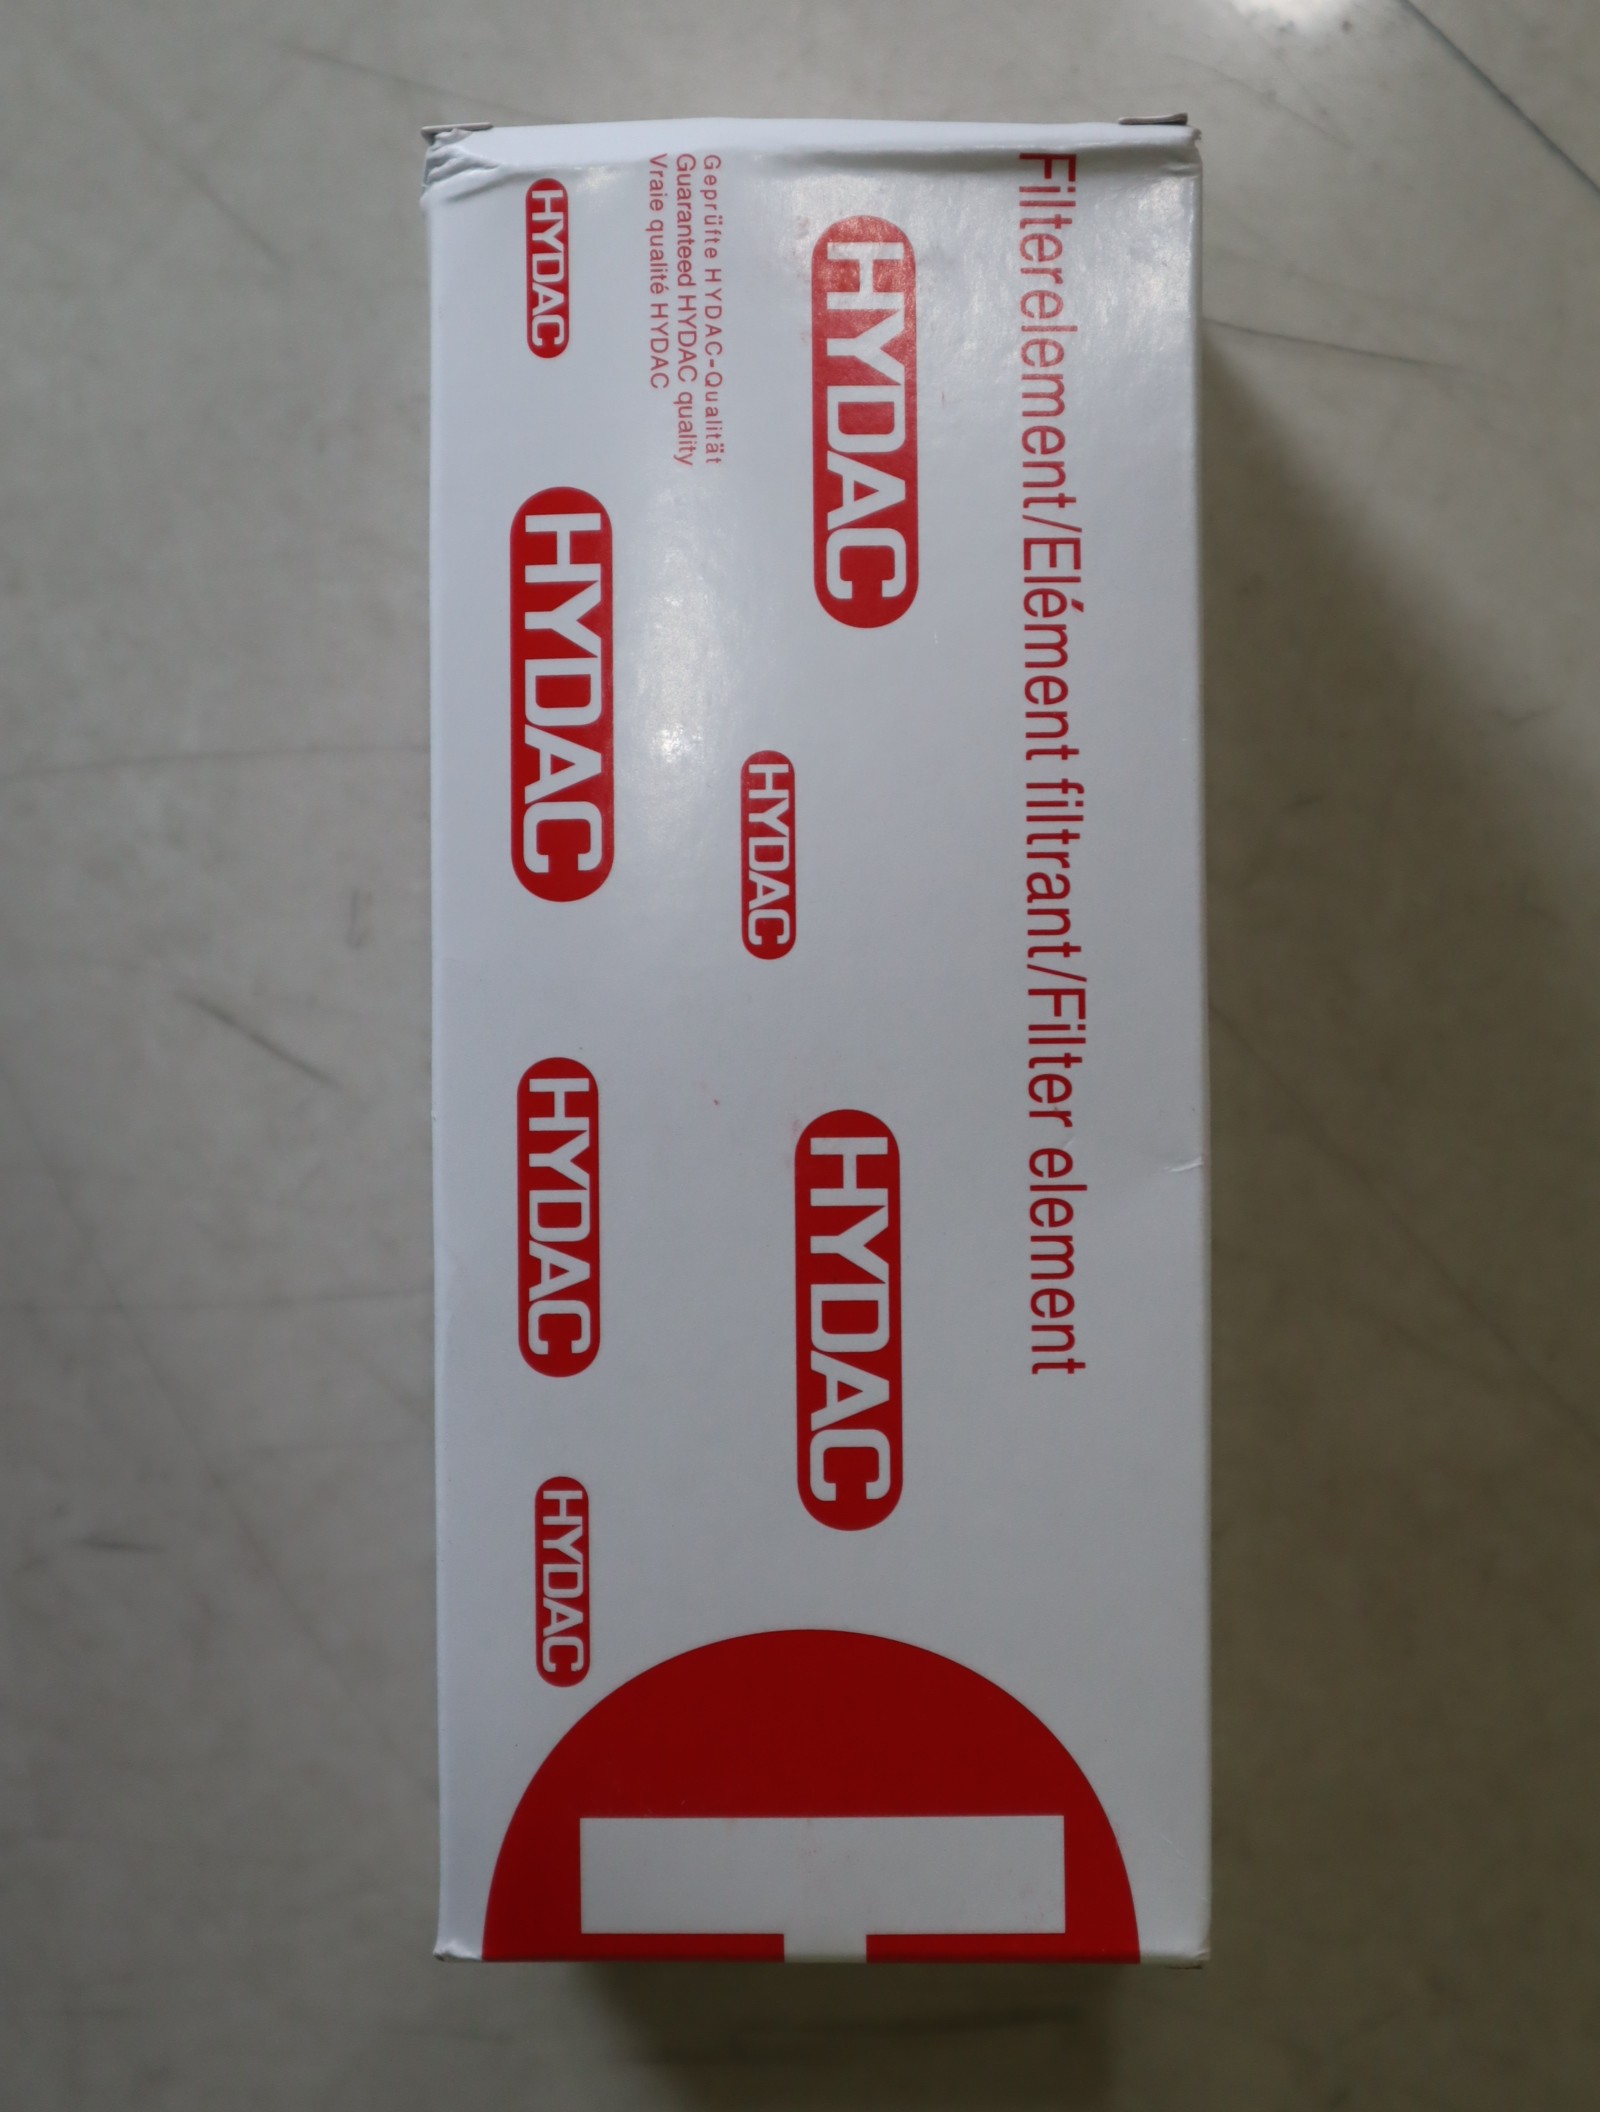 Filterelement/Elément filtrant/Filter element
HYDAC
HYDAC
HYDAC
Geprüfte HYDAC-Qualität
Guaranteed HYDAC quality
Vraie qualité HYDAC
HYDAC
HYDAC
HYDAC
HYDAC
H